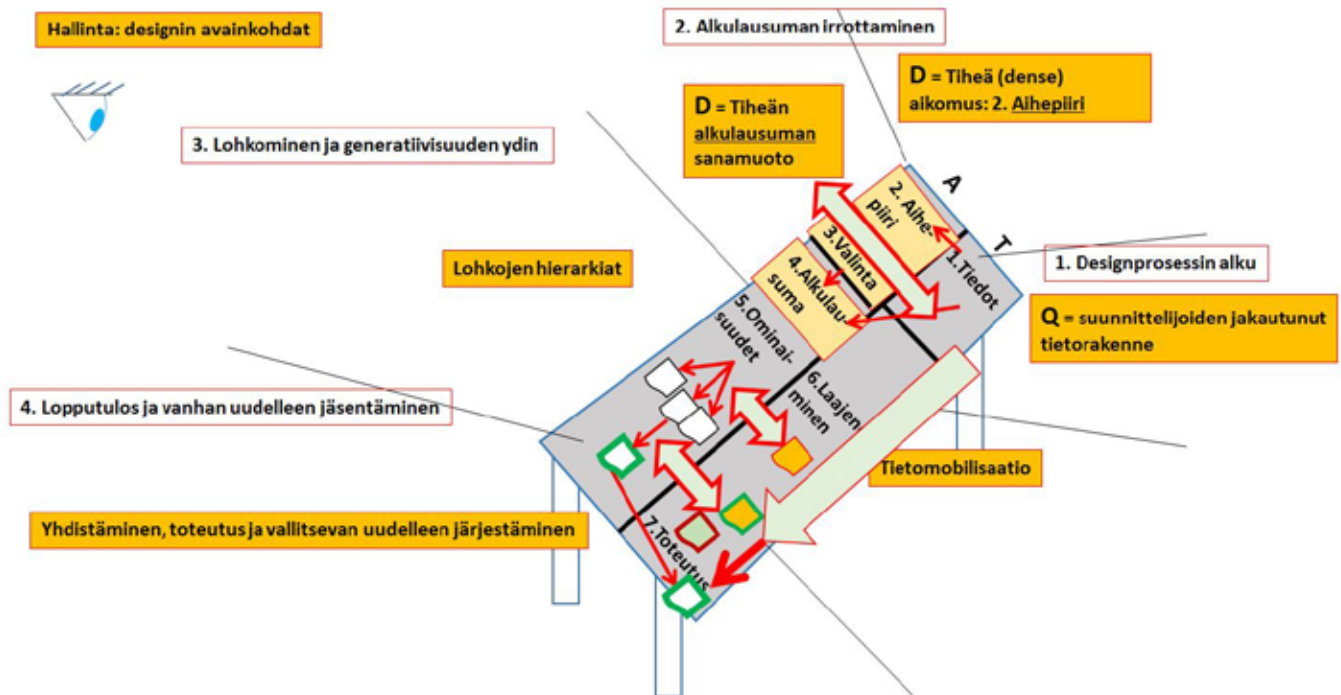 Hallinta: designin avainkohdat
2. Alkulausuman irrottaminen
D = Tiheä (dense)
aikomus: 2. Aihepiiri
D = Tiheän
alkulausuman
sanamuoto
3. Lohkominen ja generatiivisuuden ydin
A
T
2. Aihe-
piiri
1.Tiedot
3.Valinta
4.Alkulau-
suma
1. Designprosessin alku
Lohkojen hierarkiat
5.Ominai-
suudet
Q = suunnittelijoiden jakautunut
tietorakenne
6.Laajen-
minen
4. Lopputulos ja vanhan uudelleen jäsentäminen
Tietomobilisaatio
Yhdistäminen, toteutus ja vallitsevan uudelleen järjestäminen
7.Toteutus